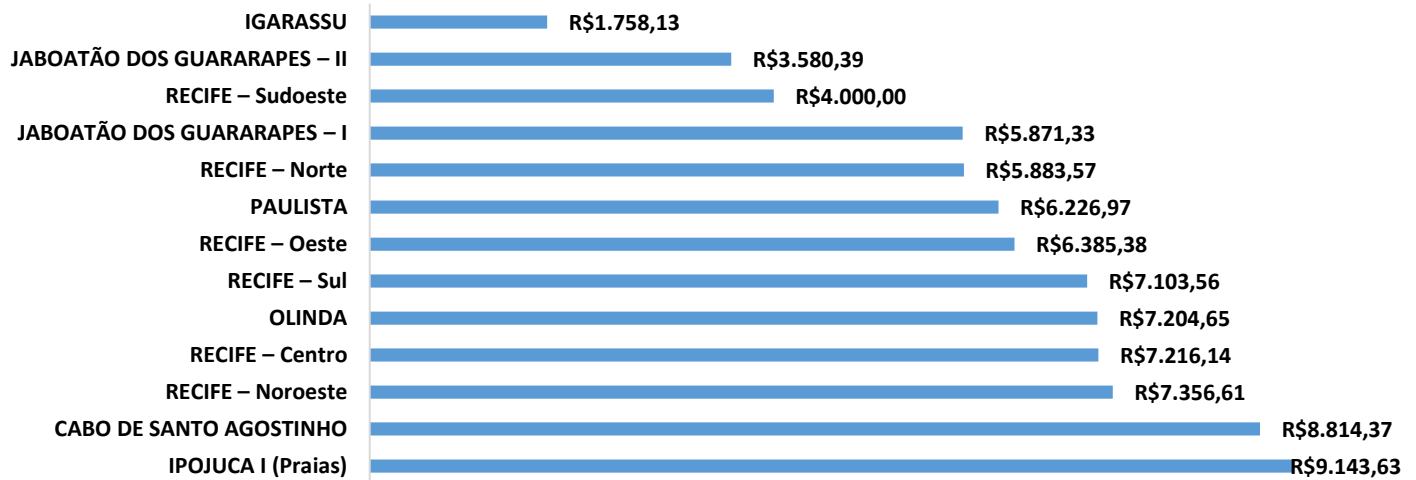 IGARASSU R$1.758,13
JABOATÃO DOS GUARARAPES – II R$3.580,39
RECIFE – Sudoeste R$4.000,00
JABOATÃO DOS GUARARAPES – I R$5.871,33
RECIFE – Norte R$5.883,57
PAULISTA R$6.226,97
RECIFE – Oeste R$6.385,38
RECIFE – Sul R$7.103,56
OLINDA R$7.204,65
RECIFE – Centro R$7.216,14
RECIFE – Noroeste R$7.356,61
CABO DE SANTO AGOSTINHO R$8.814,37
IPOJUCA I (Praias) R$9.143,63